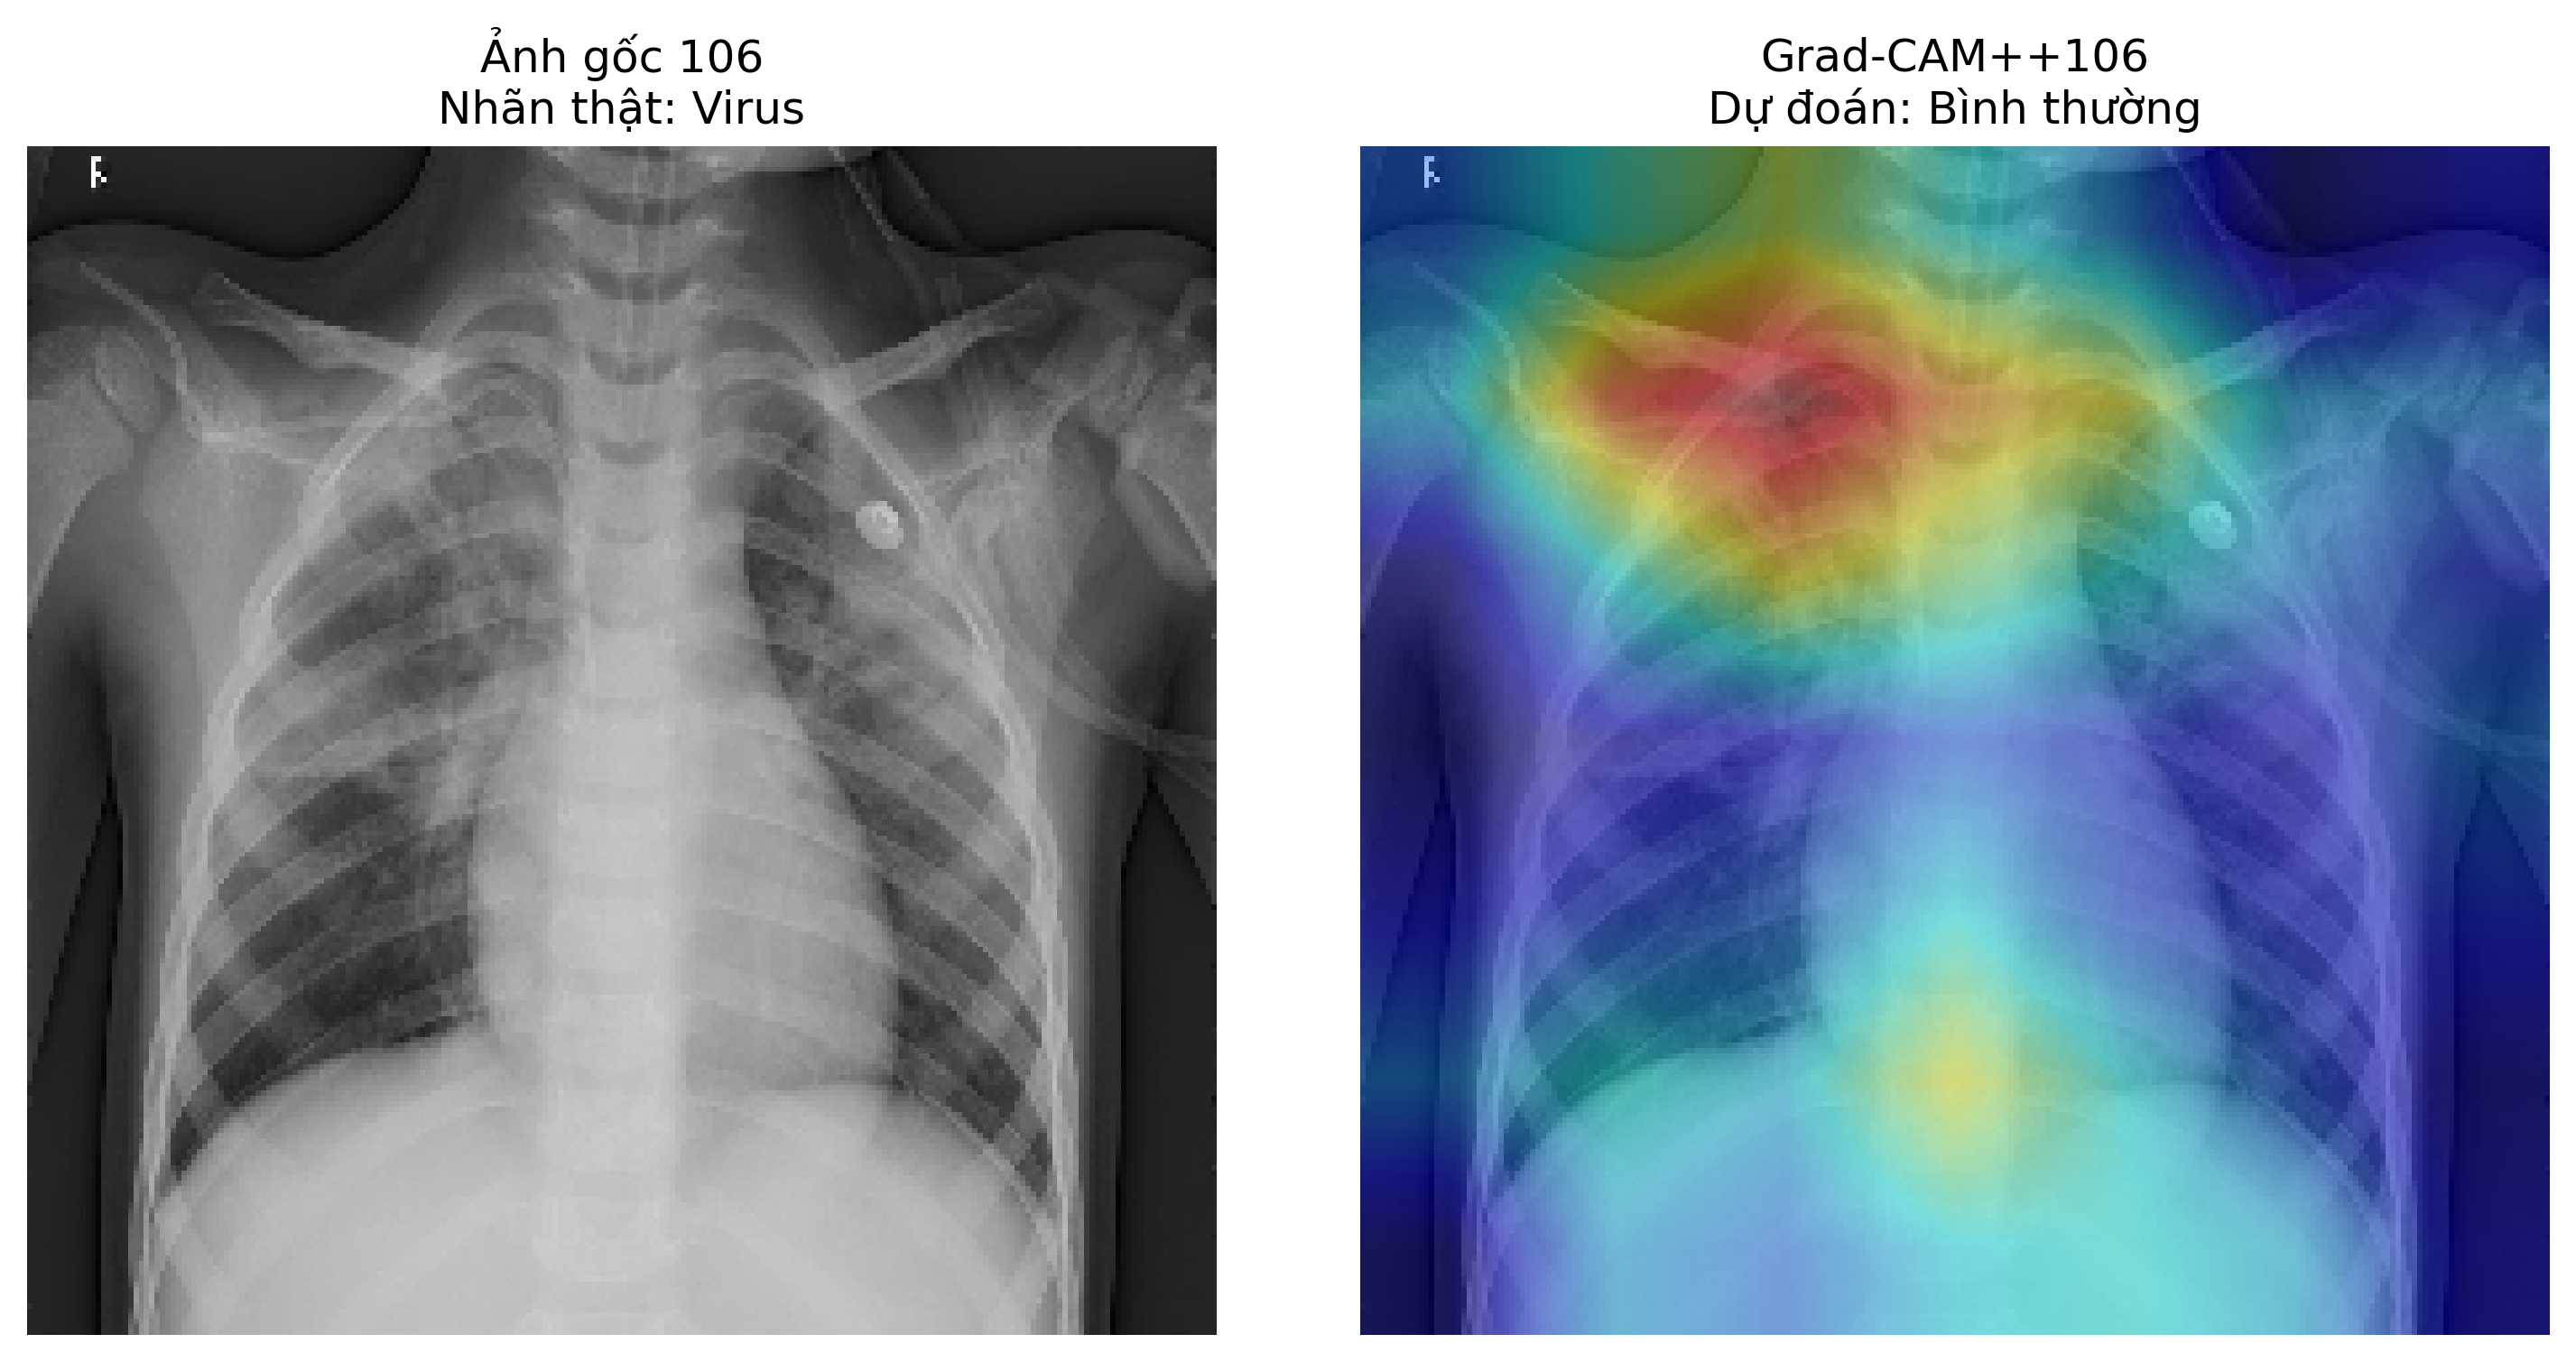 Ảnh gốc 106
Nhãn thật: Virus
Grad-CAM++106
Dự đoán: Bình thường
R
R